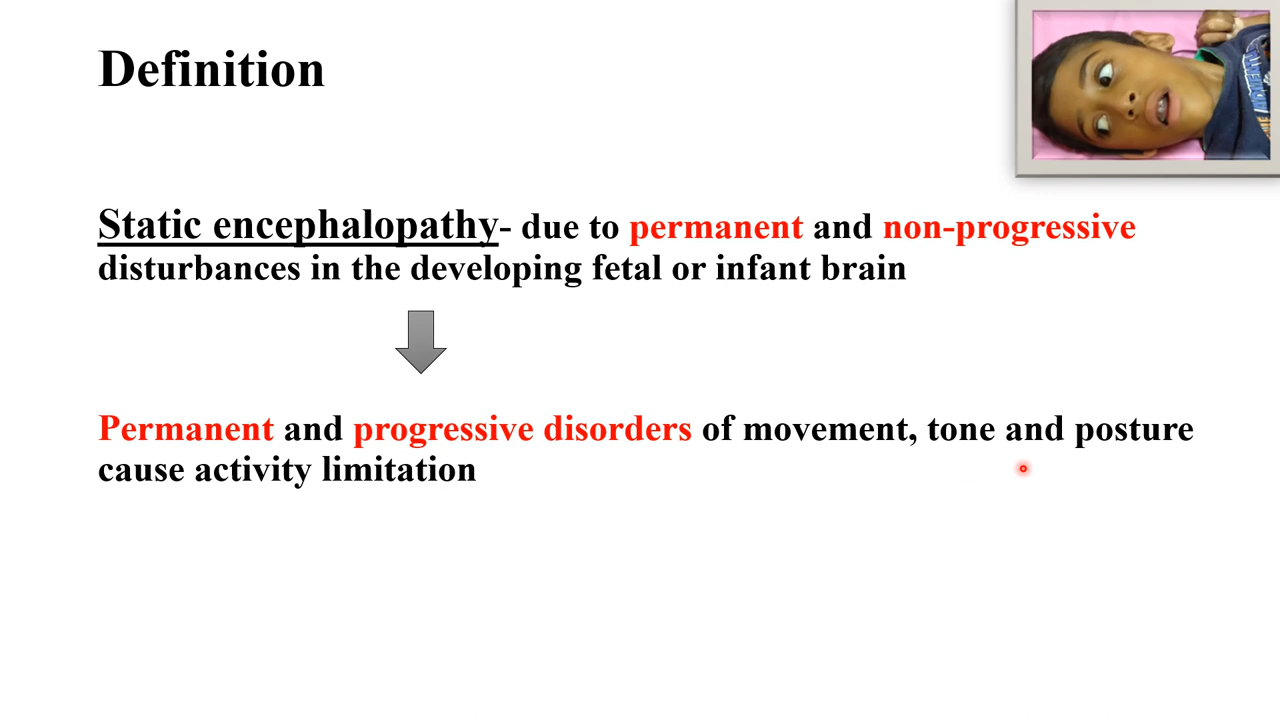 Definition
Static encephalopathy- due to permanent and non-progressive
disturbances in the developing fetal or infant brain
Permanent and progressive disorders of movement, tone and posture
cause activity limitation